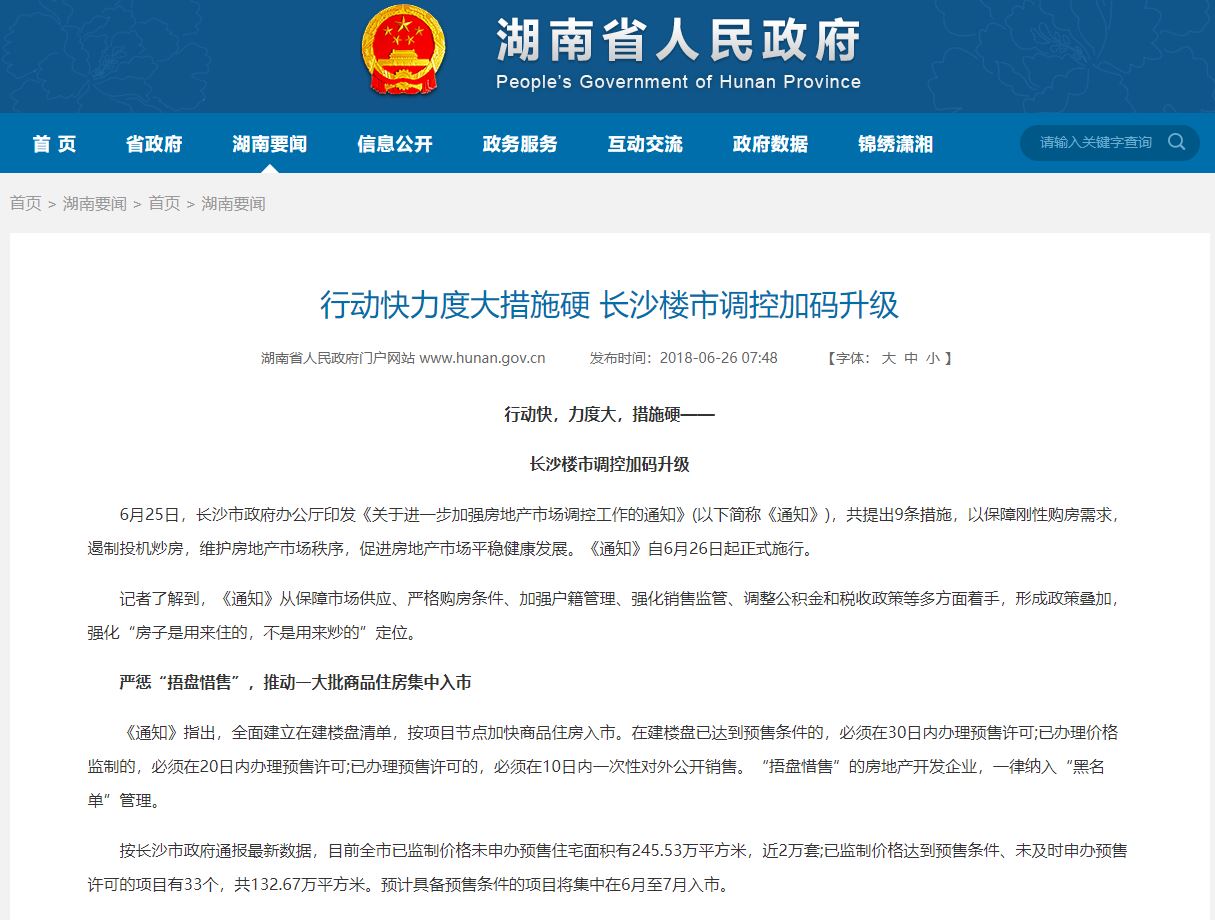 湖南省人民政府
People's Government of Hunan Province
首 页 省政府 湖南要闻 信息公开 政务服务 互动交流 政府数据 锦绣潇湘 请输入关键字查询
首页 > 湖南要闻 > 首页 > 湖南要闻
行动快力度大措施硬 长沙楼市调控加码升级
湖南省人民政府门户网站 www.hunan.gov.cn 发布时间：2018-06-26 07:48 【字体： 大 中 小 】
行动快，力度大，措施硬——
长沙楼市调控加码升级
6月25日，长沙市政府办公厅印发《关于进一步加强房地产市场调控工作的通知》(以下简称《通知》)，共提出9条措施，以保障刚性购房需求，
遏制投机炒房，维护房地产市场秩序，促进房地产市场平稳健康发展。《通知》自6月26日起正式施行。
记者了解到，《通知》从保障市场供应、严格购房条件、加强户籍管理、强化销售监管、调整公积金和税收政策等多方面着手，形成政策叠加，
强化“房子是用来住的，不是用来炒的”定位。
严惩“捂盘惜售”，推动一大批商品住房集中入市
《通知》指出，全面建立在建楼盘清单，按项目节点加快商品住房入市。在建楼盘已达到预售条件的，必须在30日内办理预售许可;已办理价格
监制的，必须在20日内办理预售许可;已办理预售许可的，必须在10日内一次性对外公开销售。“捂盘惜售”的房地产开发企业，一律纳入“黑名
单”管理。
按长沙市政府通报最新数据，目前全市已监制价格未申办预售住宅面积有245.53万平方米，近2万套;已监制价格达到预售条件、未及时申办预售
许可的项目有33个，共132.67万平方米。预计具备预售条件的项目将集中在6月至7月入市。